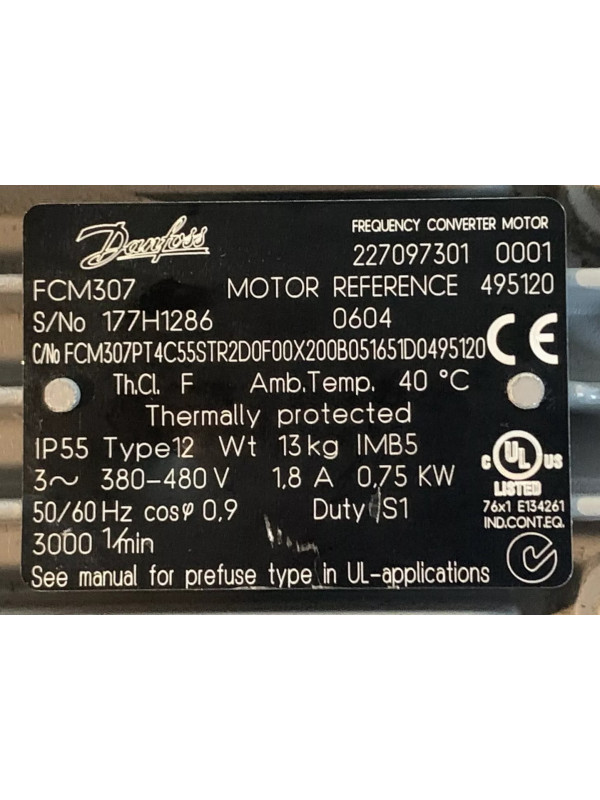 Danfoss
FREQUENCY CONVERTER MOTOR
227097301 0001
FCM307 MOTOR REFERENCE 495120
S/No 177H1286 0604
C/No FCM307PT4C55STR2D0F00X200B051651D0495120
CE
Th.Cl. F Amb.Temp. 40 °C
Thermally protected
IP55 Type12 Wt 13kg IMB5
3~ 380-480 V 1,8 A 0,75 KW
50/60 Hz cosφ 0,9 Duty S1
3000 1/min
c UL us
LISTED
76x1 E134261
IND.CONT.EQ.
See manual for prefuse type in UL-applications